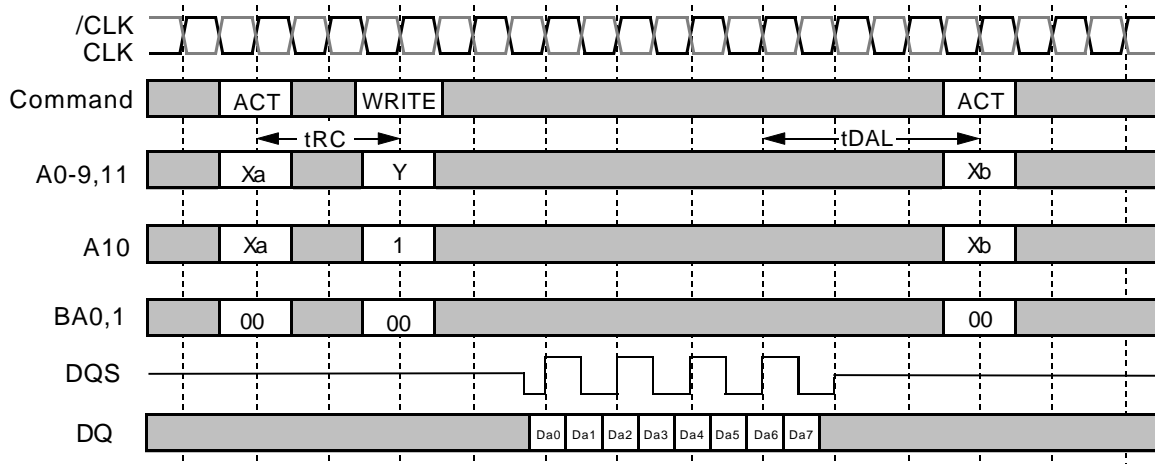 /CLK
CLK
Command ACT WRITE ACT
tRC tDAL
A0-9,11 Xa Y Xb
A10 Xa 1 Xb
BA0,1 00 00 00
DQS
DQ Da0 Da1 Da2 Da3 Da4 Da5 Da6 Da7